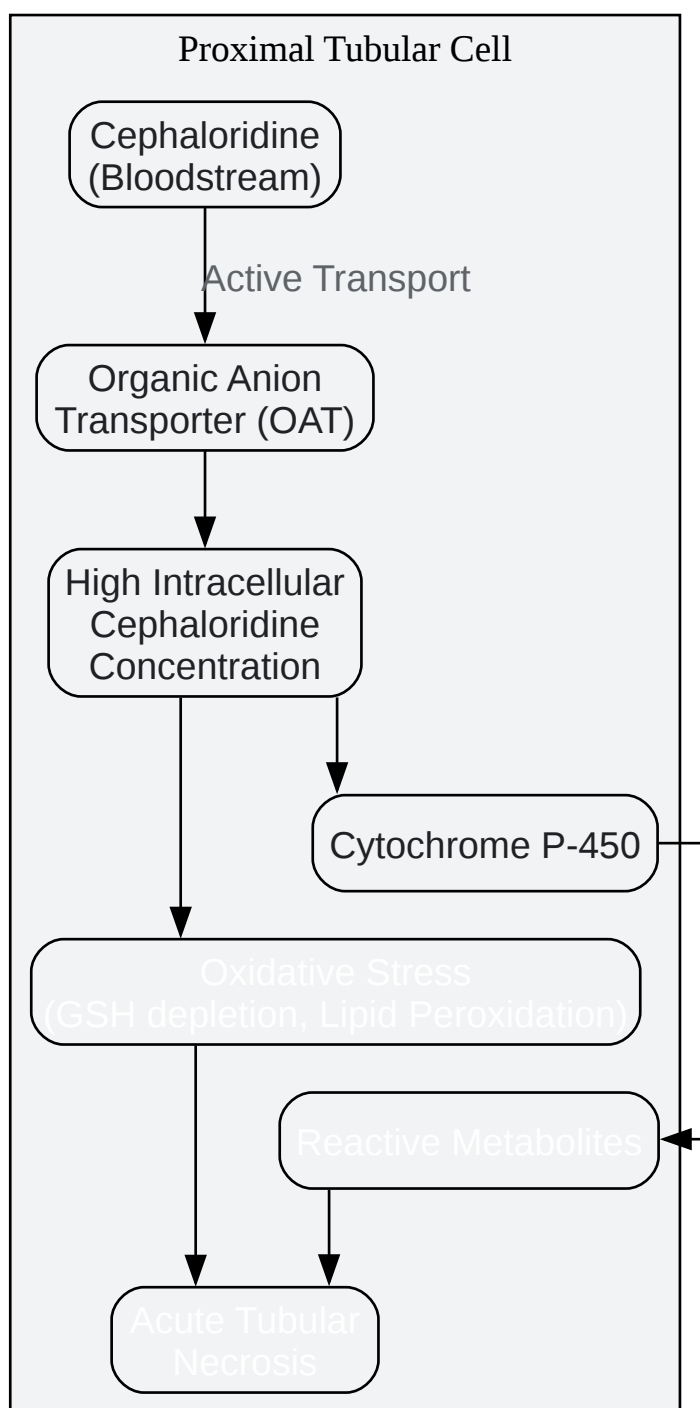 Proximal Tubular Cell
Cephaloridine
(Bloodstream)
Active Transport
Organic Anion
Transporter (OAT)
High Intracellular
Cephaloridine
Concentration
Cytochrome P-450
Oxidative Stress
(GSH depletion, Lipid Peroxidation)
Reactive Metabolites
Acute Tubular
Necrosis